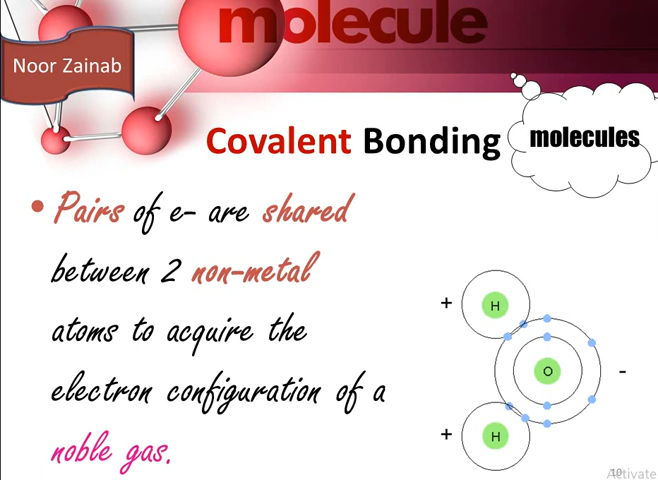 molecule
Noor Zainab
Covalent Bonding
molecules
• Pairs of e- are shared
between 2 non-metal
atoms to acquire the
electron configuration of a
noble gas.
+
H
O
-
+
H
10
Activate